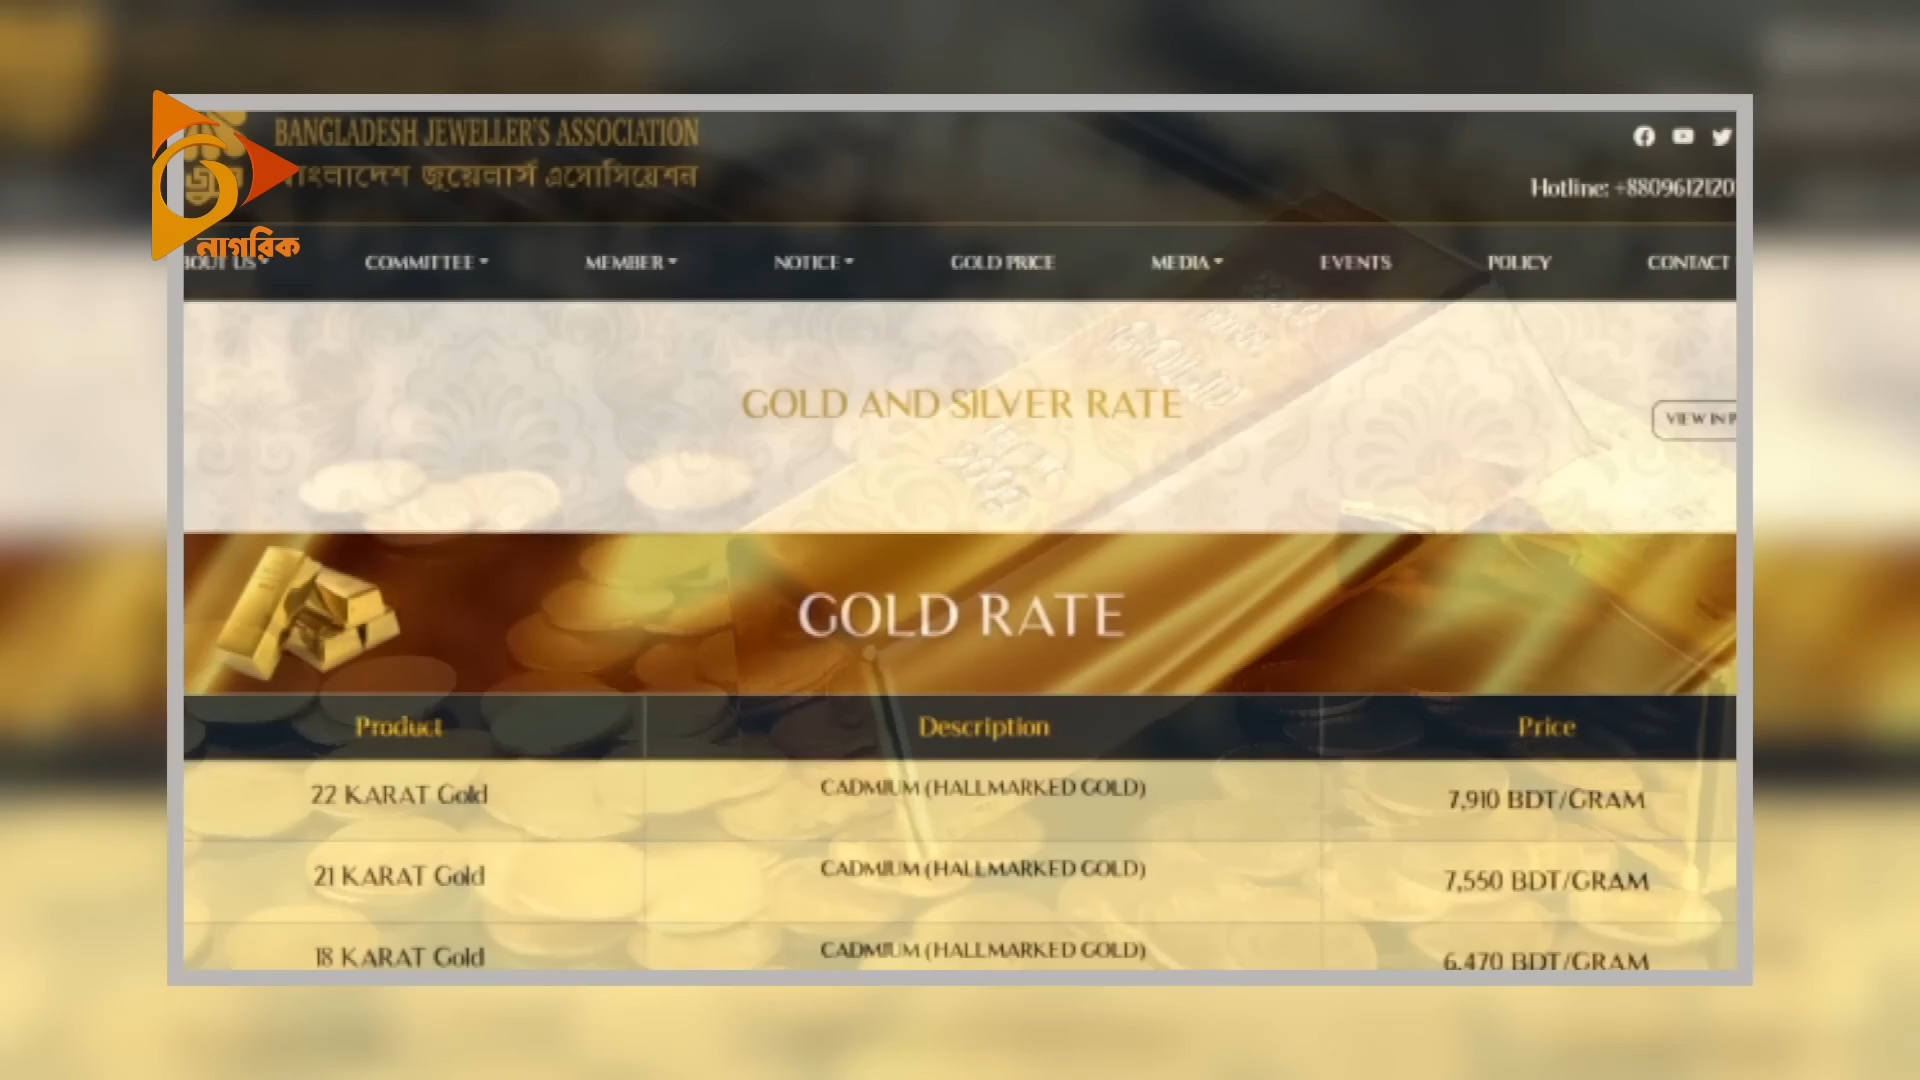 BANGLADESH JEWELLER'S ASSOCIATION
বাংলাদেশ জুয়েলার্স এসোসিয়েশন
Hotline: +8809612120
নাগরিক
COMMITTEE MEMBER NOTICE GOLD PRICE MEDIA EVENTS POLICY CONTACT
GOLD AND SILVER RATE
VIEW IN
GOLD RATE
Product Description Price
22 KARAT Gold CADMIUM (HALLMARKED GOLD) 7,910 BDT/GRAM
21 KARAT Gold CADMIUM (HALLMARKED GOLD) 7,550 BDT/GRAM
18 KARAT Gold CADMIUM (HALLMARKED GOLD) 6,470 BDT/GRAM